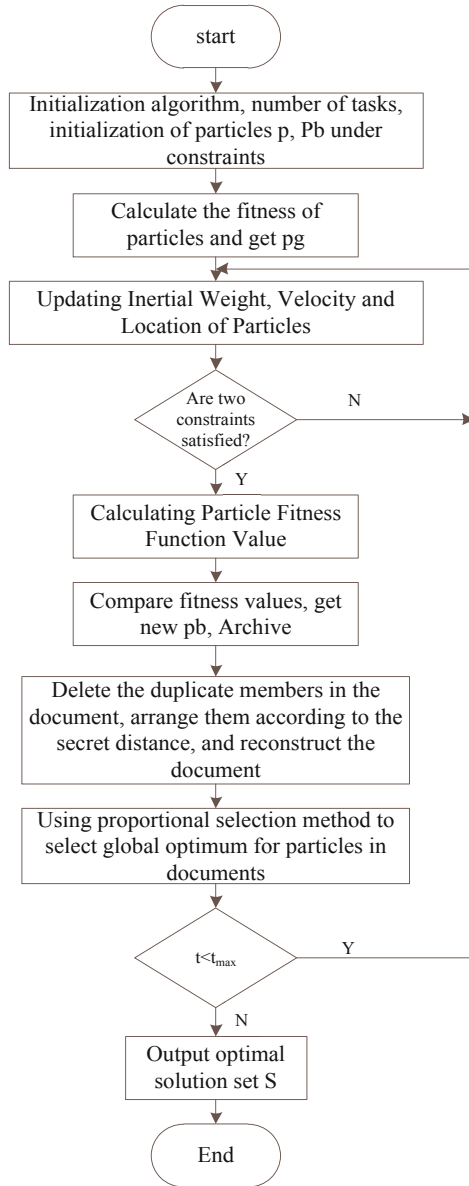 start
Initialization algorithm, number of tasks,
initialization of particles p, Pb under
constraints
Calculate the fitness of
particles and get pg
Updating Inertial Weight, Velocity and
Location of Particles
Are two
constraints
satisfied?
N
Y
Calculating Particle Fitness
Function Value
Compare fitness values, get
new pb, Archive
Delete the duplicate members in the
document, arrange them according to the
secret distance, and reconstruct the
document
Using proportional selection method to
select global optimum for particles in
documents
t<tmax
Y
N
Output optimal
solution set S
End